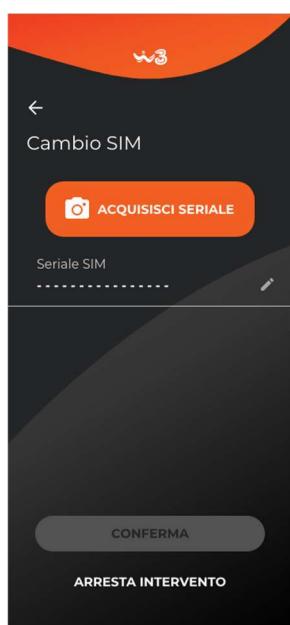 W3
Cambio SIM
ACQUISISCI SERIALE
Seriale SIM
- - - - - - - - - - - - - - - -
CONFERMA
ARRESTA INTERVENTO